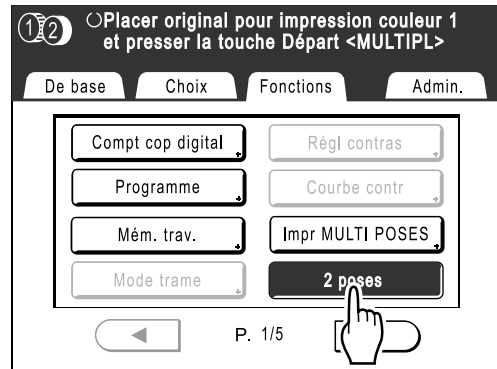 ①② Placer original pour impression couleur 1
et presser la touche Départ <MULTIPL>
De base Choix Fonctions Admin.
Compt cop digital Régl contras
Programme Courbe contr
Mém. trav. Impr MULTI POSES
Mode trame 2 poses
P. 1/5